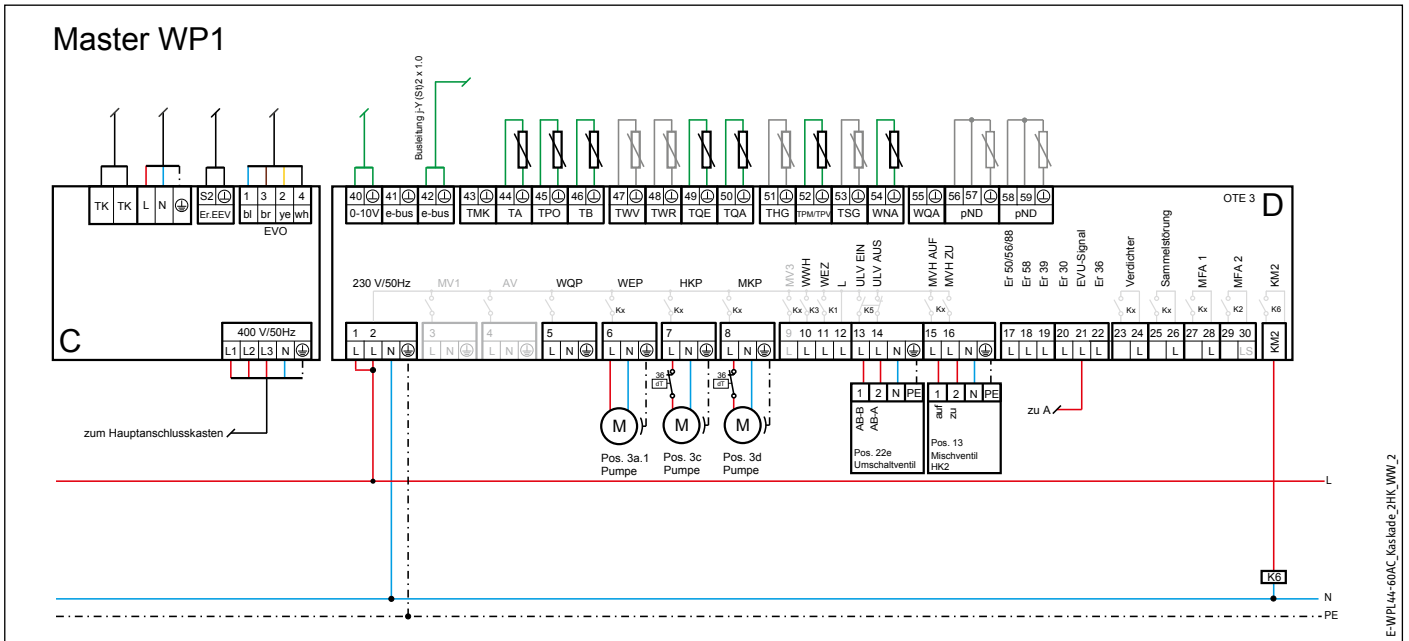 Master WP1
Busleitung j-Y (St)2 x 1.0
TK TK L N
S2
Er.EEV
1 3 2 4
bl br ye wh
EVO
40 41 42 43 44 45 46 47 48 49 50 51 52 53 54 55 56 57 58 59
0-10V e-bus e-bus TMK TA TPO TB TWV TWR TQE TQA THG TPM/TPV TSG WNA WQA pND pND
OTE 3
D
C
230 V/50Hz
MV1 AV WQP WEP HKP MKP
MV3
WWH
WEZ
L
ULV EIN
ULV AUS
MVH AUF
MVH ZU
Er 50/56/88
Er 58
Er 39
Er 30
EVU-Signal
Er 36
Verdichter
Sammelstörung
MFA 1
MFA 2
KM2
Kx Kx Kx Kx K3 K1 K5 Kx Kx Kx Kx K2 K6
400 V/50Hz
L1 L2 L3 N
1 2 3 4 5 6 7 8 9 10 11 12 13 14 15 16 17 18 19 20 21 22 23 24 25 26 27 28 29 30 KM2
L L N L N L N L N L N L N L N L L L L L L N L L N L L L L L L L L L LS
36
dT
36
dT
M M M
Pos. 3a.1
Pumpe
Pos. 3c
Pumpe
Pos. 3d
Pumpe
1 2 N PE
AB-B
AB-A
Pos. 22e
Umschaltventil
1 2 N PE
auf
zu
Pos. 13
Mischventil
HK2
zu A
zum Hauptanschlusskasten
L
K6
N
PE
E-WPL44-60AC_Kaskade_2HK_WW_2